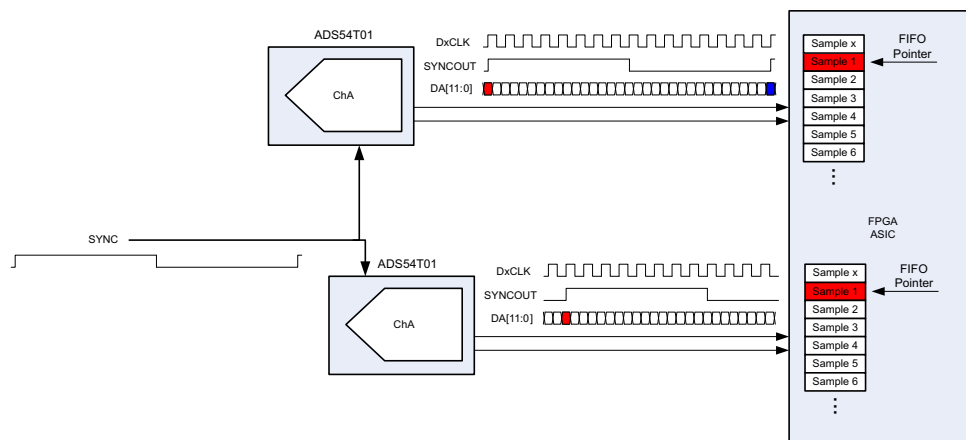 ADS54T01
ChA
DxCLK
SYNCOUT
DA[11:0]
Sample x
Sample 1
Sample 2
Sample 3
Sample 4
Sample 5
Sample 6
FIFO
Pointer
SYNC
FPGA
ASIC
ADS54T01
ChA
DxCLK
SYNCOUT
DA[11:0]
Sample x
Sample 1
Sample 2
Sample 3
Sample 4
Sample 5
Sample 6
FIFO
Pointer